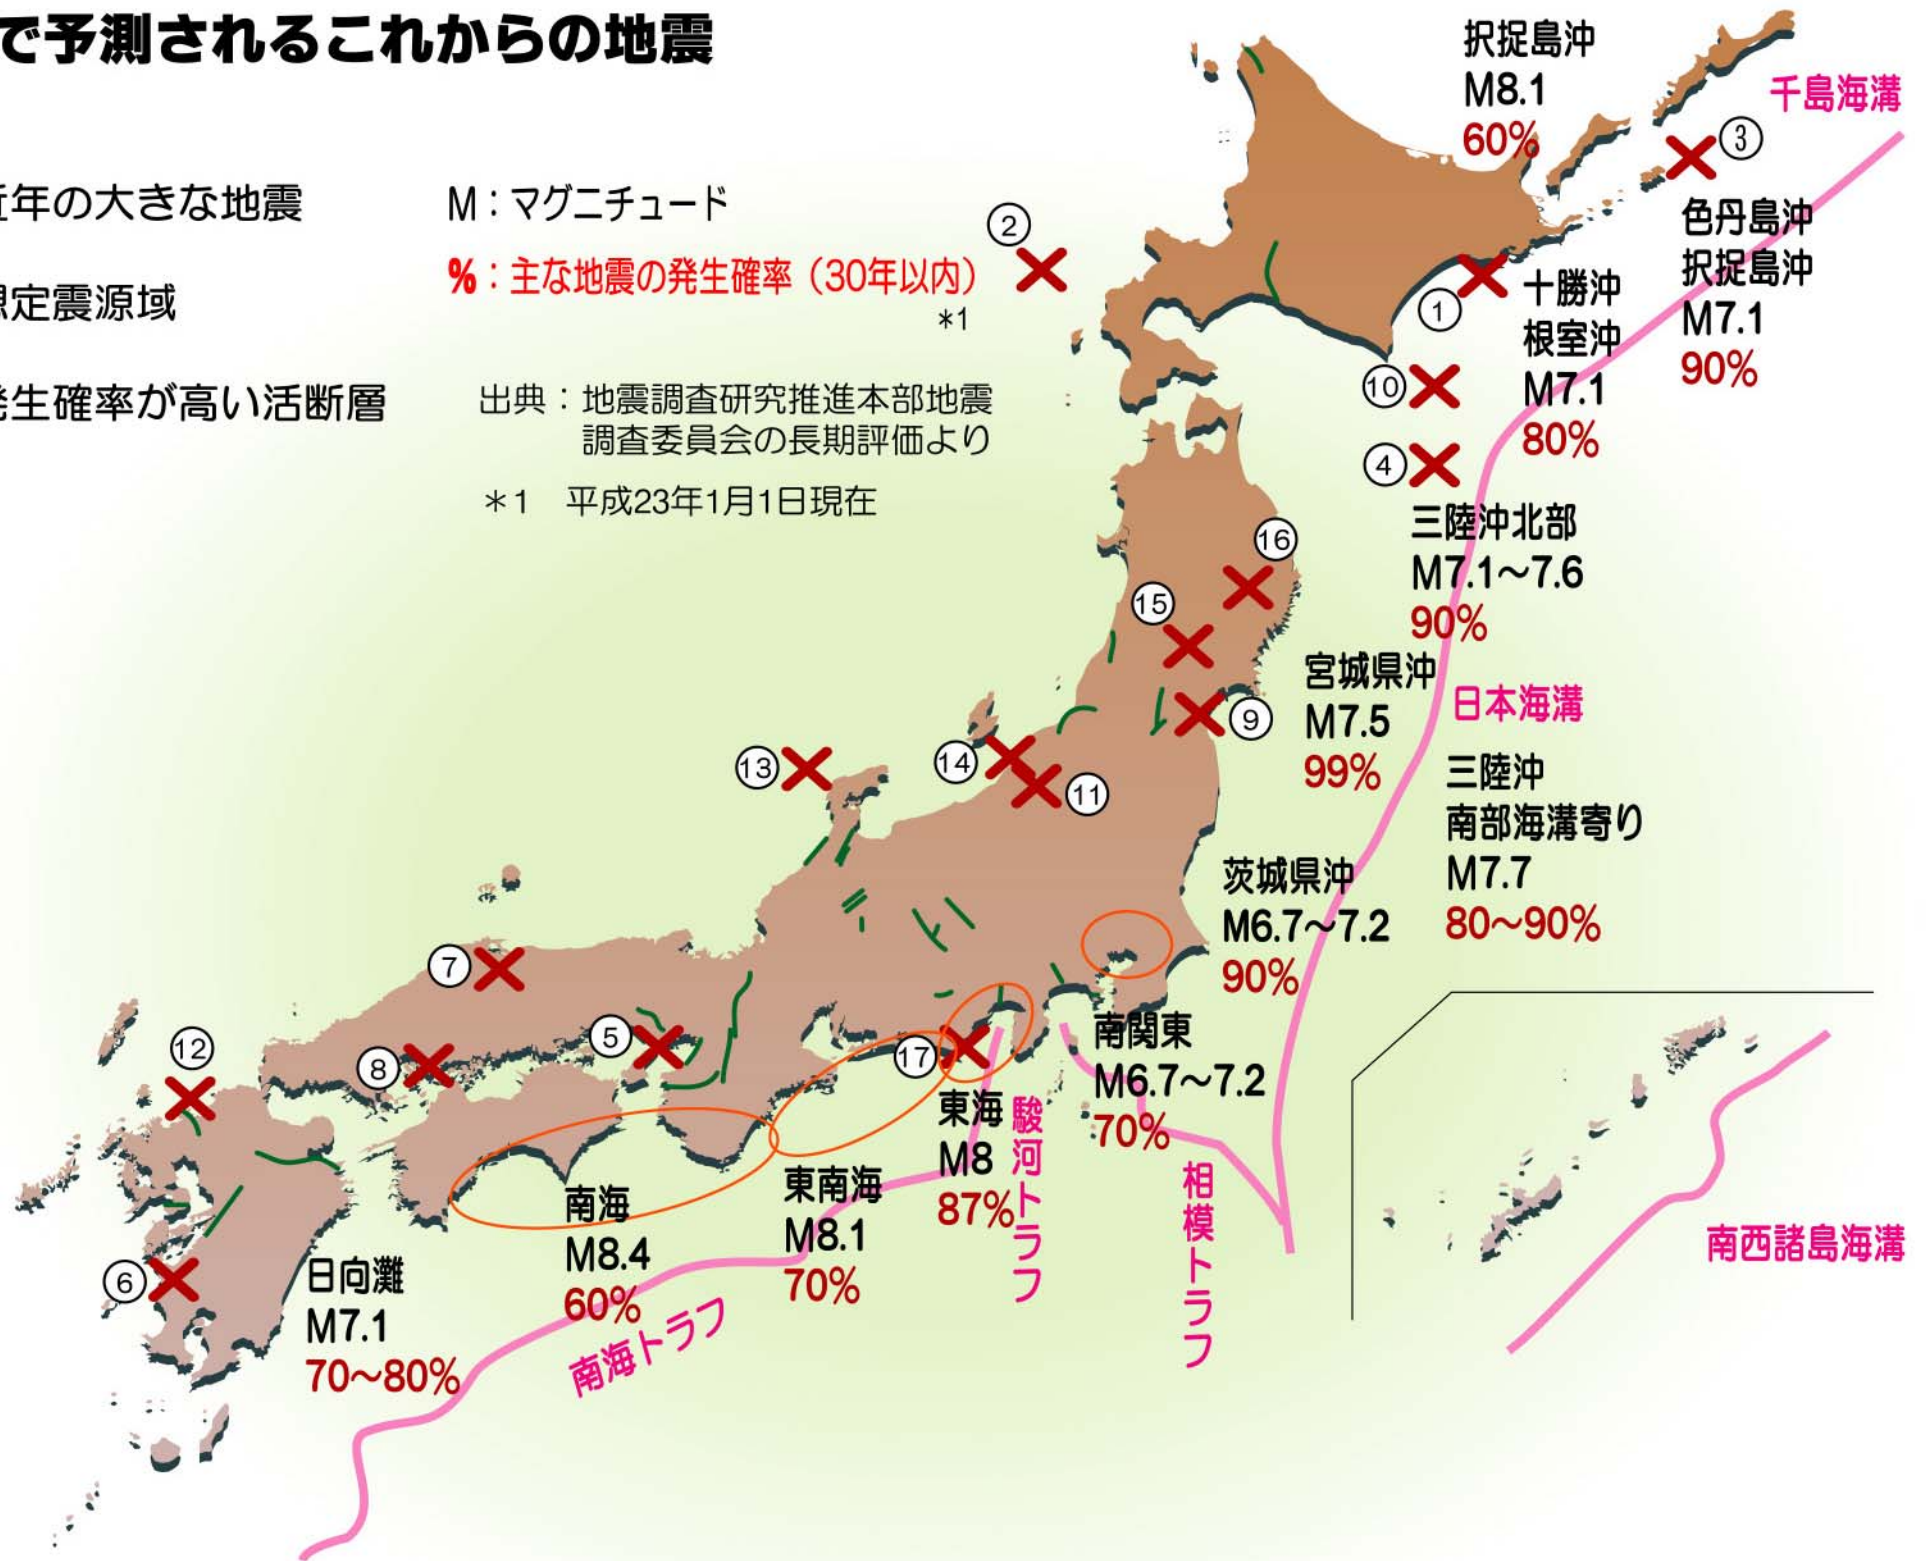 で予測されるこれからの地震
近年の大きな地震
想定震源域
発生確率が高い活断層
M：マグニチュード
%：主な地震の発生確率（30年以内）
*1
出典：地震調査研究推進本部地震
調査委員会の長期評価より
＊1　平成23年1月1日現在
択捉島沖
M8.1
60%
千島海溝
③
色丹島沖
択捉島沖
M7.1
90%
②
①
十勝沖
根室沖
M7.1
80%
⑩
④
三陸沖北部
M7.1～7.6
90%
⑯
⑮
宮城県沖
M7.5
99%
⑨
日本海溝
三陸沖
南部海溝寄り
M7.7
80～90%
⑬
⑭
⑪
茨城県沖
M6.7～7.2
90%
⑦
⑤
⑫
⑧
⑰
南関東
M6.7～7.2
70%
東海
M8
87%
駿河トラフ
相模トラフ
東南海
M8.1
70%
南海
M8.4
60%
南海トラフ
⑥
日向灘
M7.1
70～80%
南西諸島海溝